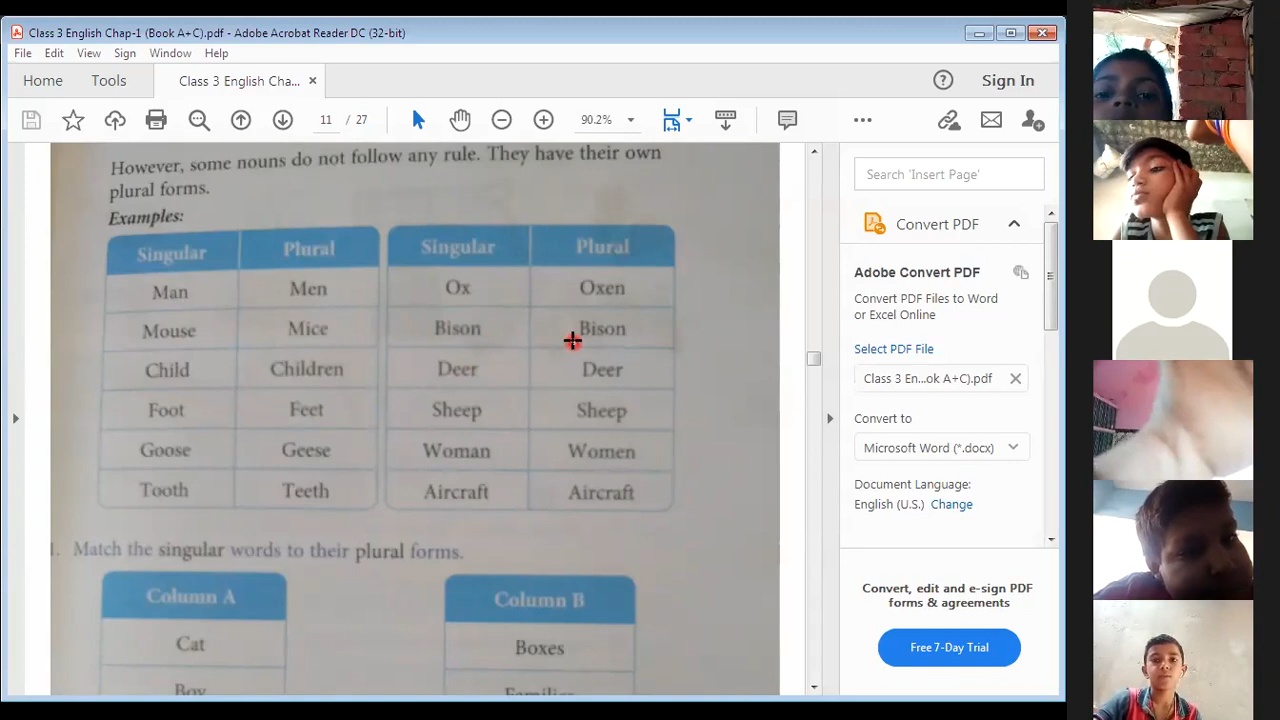 Class 3 English Chap-1 (Book A+C).pdf - Adobe Acrobat Reader DC (32-bit)
File Edit View Sign Window Help
Home Tools Class 3 English Cha... Sign In
11 / 27 90.2%
However, some nouns do not follow any rule. They have their own
plural forms.
Examples:
Singular Plural Singular Plural
Man Men Ox Oxen
Mouse Mice Bison Bison
Child Children Deer Deer
Foot Feet Sheep Sheep
Goose Geese Woman Women
Tooth Teeth Aircraft Aircraft
Match the singular words to their plural forms.
Column A Column B
Cat Boxes
Boy Families
Search 'Insert Page'
Convert PDF
Adobe Convert PDF
Convert PDF Files to Word
or Excel Online
Select PDF File
Class 3 En...ok A+C).pdf
Convert to
Microsoft Word (*.docx)
Document Language:
English (U.S.) Change
Convert, edit and e-sign PDF
forms & agreements
Free 7-Day Trial